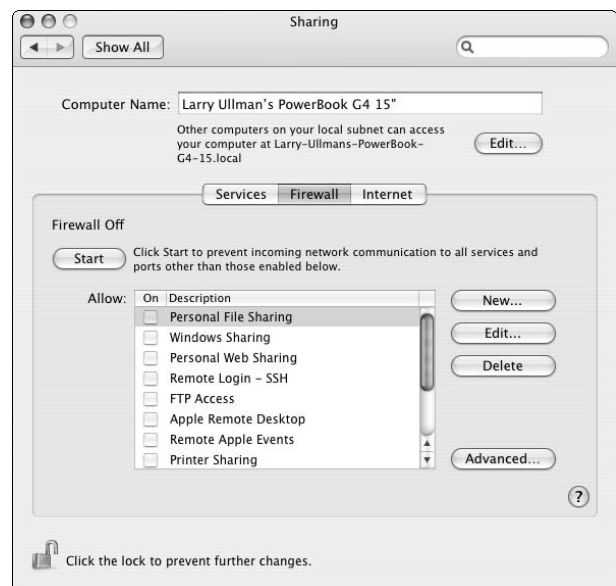 Sharing
Show All
Computer Name: Larry Ullman's PowerBook G4 15"
Other computers on your local subnet can access
your computer at Larry-Ullmans-PowerBook-
G4-15.local
Edit...
Services Firewall Internet
Firewall Off
Start
Click Start to prevent incoming network communication to all services and
ports other than those enabled below.
Allow:
On Description
Personal File Sharing
Windows Sharing
Personal Web Sharing
Remote Login - SSH
FTP Access
Apple Remote Desktop
Remote Apple Events
Printer Sharing
New...
Edit...
Delete
Advanced...
?
Click the lock to prevent further changes.